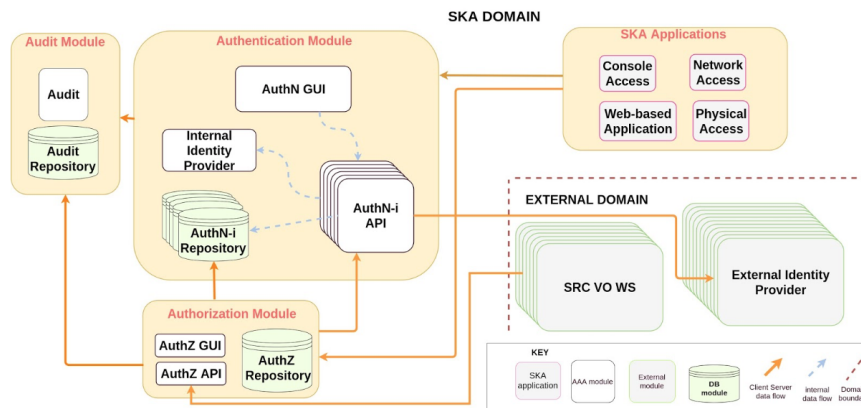 SKA DOMAIN
Audit Module
Audit
Audit
Repository
Authentication Module
AuthN GUI
Internal
Identity
Provider
AuthN-i
API
AuthN-i
Repository
SKA Applications
Console
Access
Network
Access
Web-based
Application
Physical
Access
EXTERNAL DOMAIN
SRC VO WS
External Identity
Provider
Authorization Module
AuthZ GUI
AuthZ API
AuthZ
Repository
KEY
SKA
application
AAA module
External
module
DB
module
Client Server
data flow
internal
data flow
Doma
bounda